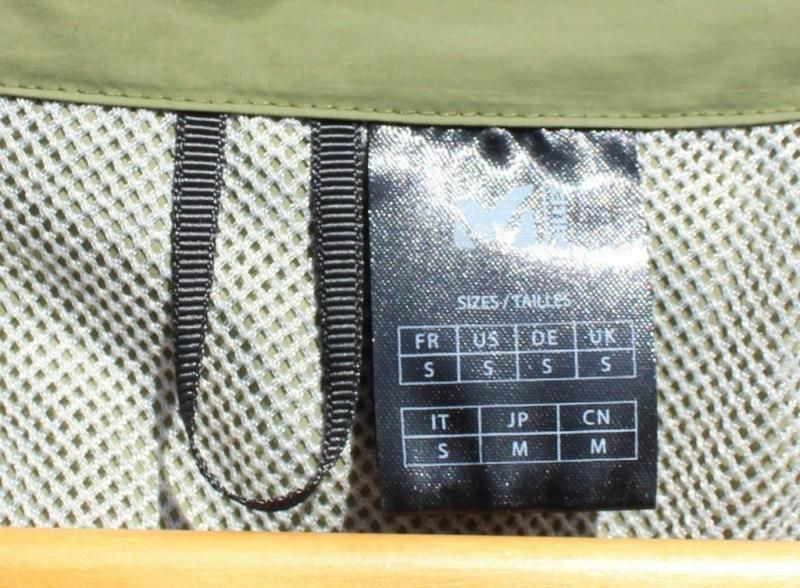 SIZES / TAILLES
FR US DE UK
S S S S
IT JP CN
S M M